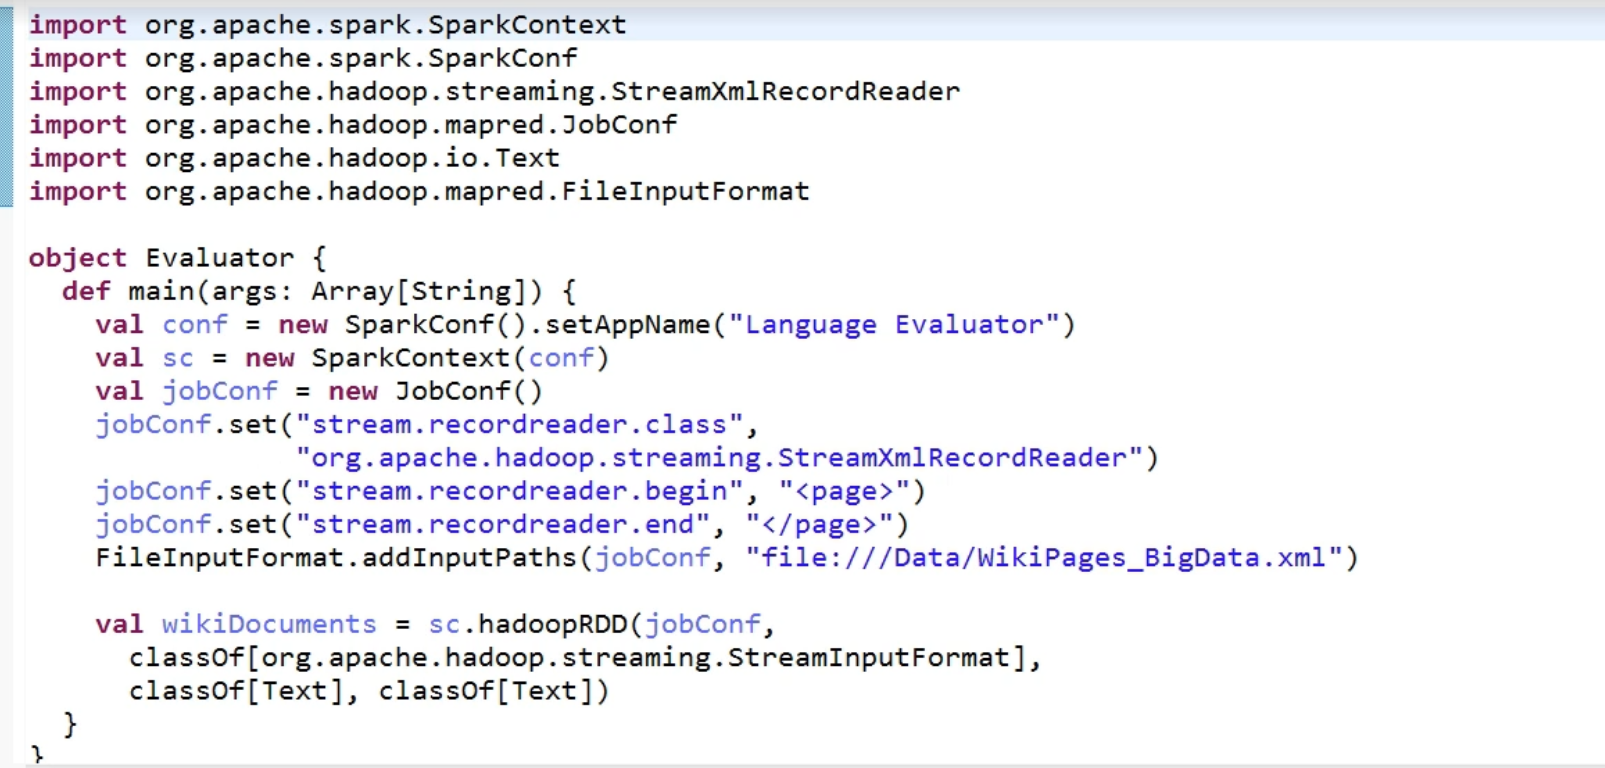 import org.apache.spark.SparkContext
import org.apache.spark.SparkConf
import org.apache.hadoop.streaming.StreamXmlRecordReader
import org.apache.hadoop.mapred.JobConf
import org.apache.hadoop.io.Text
import org.apache.hadoop.mapred.FileInputFormat

object Evaluator {
  def main(args: Array[String]) {
    val conf = new SparkConf().setAppName("Language Evaluator")
    val sc = new SparkContext(conf)
    val jobConf = new JobConf()
    jobConf.set("stream.recordreader.class",
                "org.apache.hadoop.streaming.StreamXmlRecordReader")
    jobConf.set("stream.recordreader.begin", "<page>")
    jobConf.set("stream.recordreader.end", "</page>")
    FileInputFormat.addInputPaths(jobConf, "file:///Data/WikiPages_BigData.xml")

    val wikiDocuments = sc.hadoopRDD(jobConf,
      classOf[org.apache.hadoop.streaming.StreamInputFormat],
      classOf[Text], classOf[Text])
  }
}